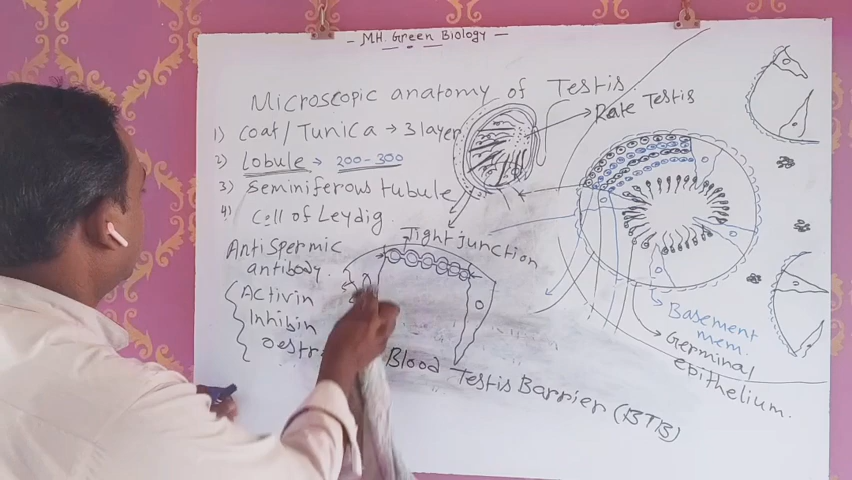 - MH. Green Biology -
Microscopic anatomy of Testis.
1) Coat/Tunica → 3 layer
2) Lobule → 200-300
3) Seminiferous tubule
4) Cell of Leydig.
Rate Testis
Tight junction
AntiSpermic
antibody.
Activin
Inhibin
Blood Testis Barrier (BTB)
Basement
mem.
Germinal
epithelium.